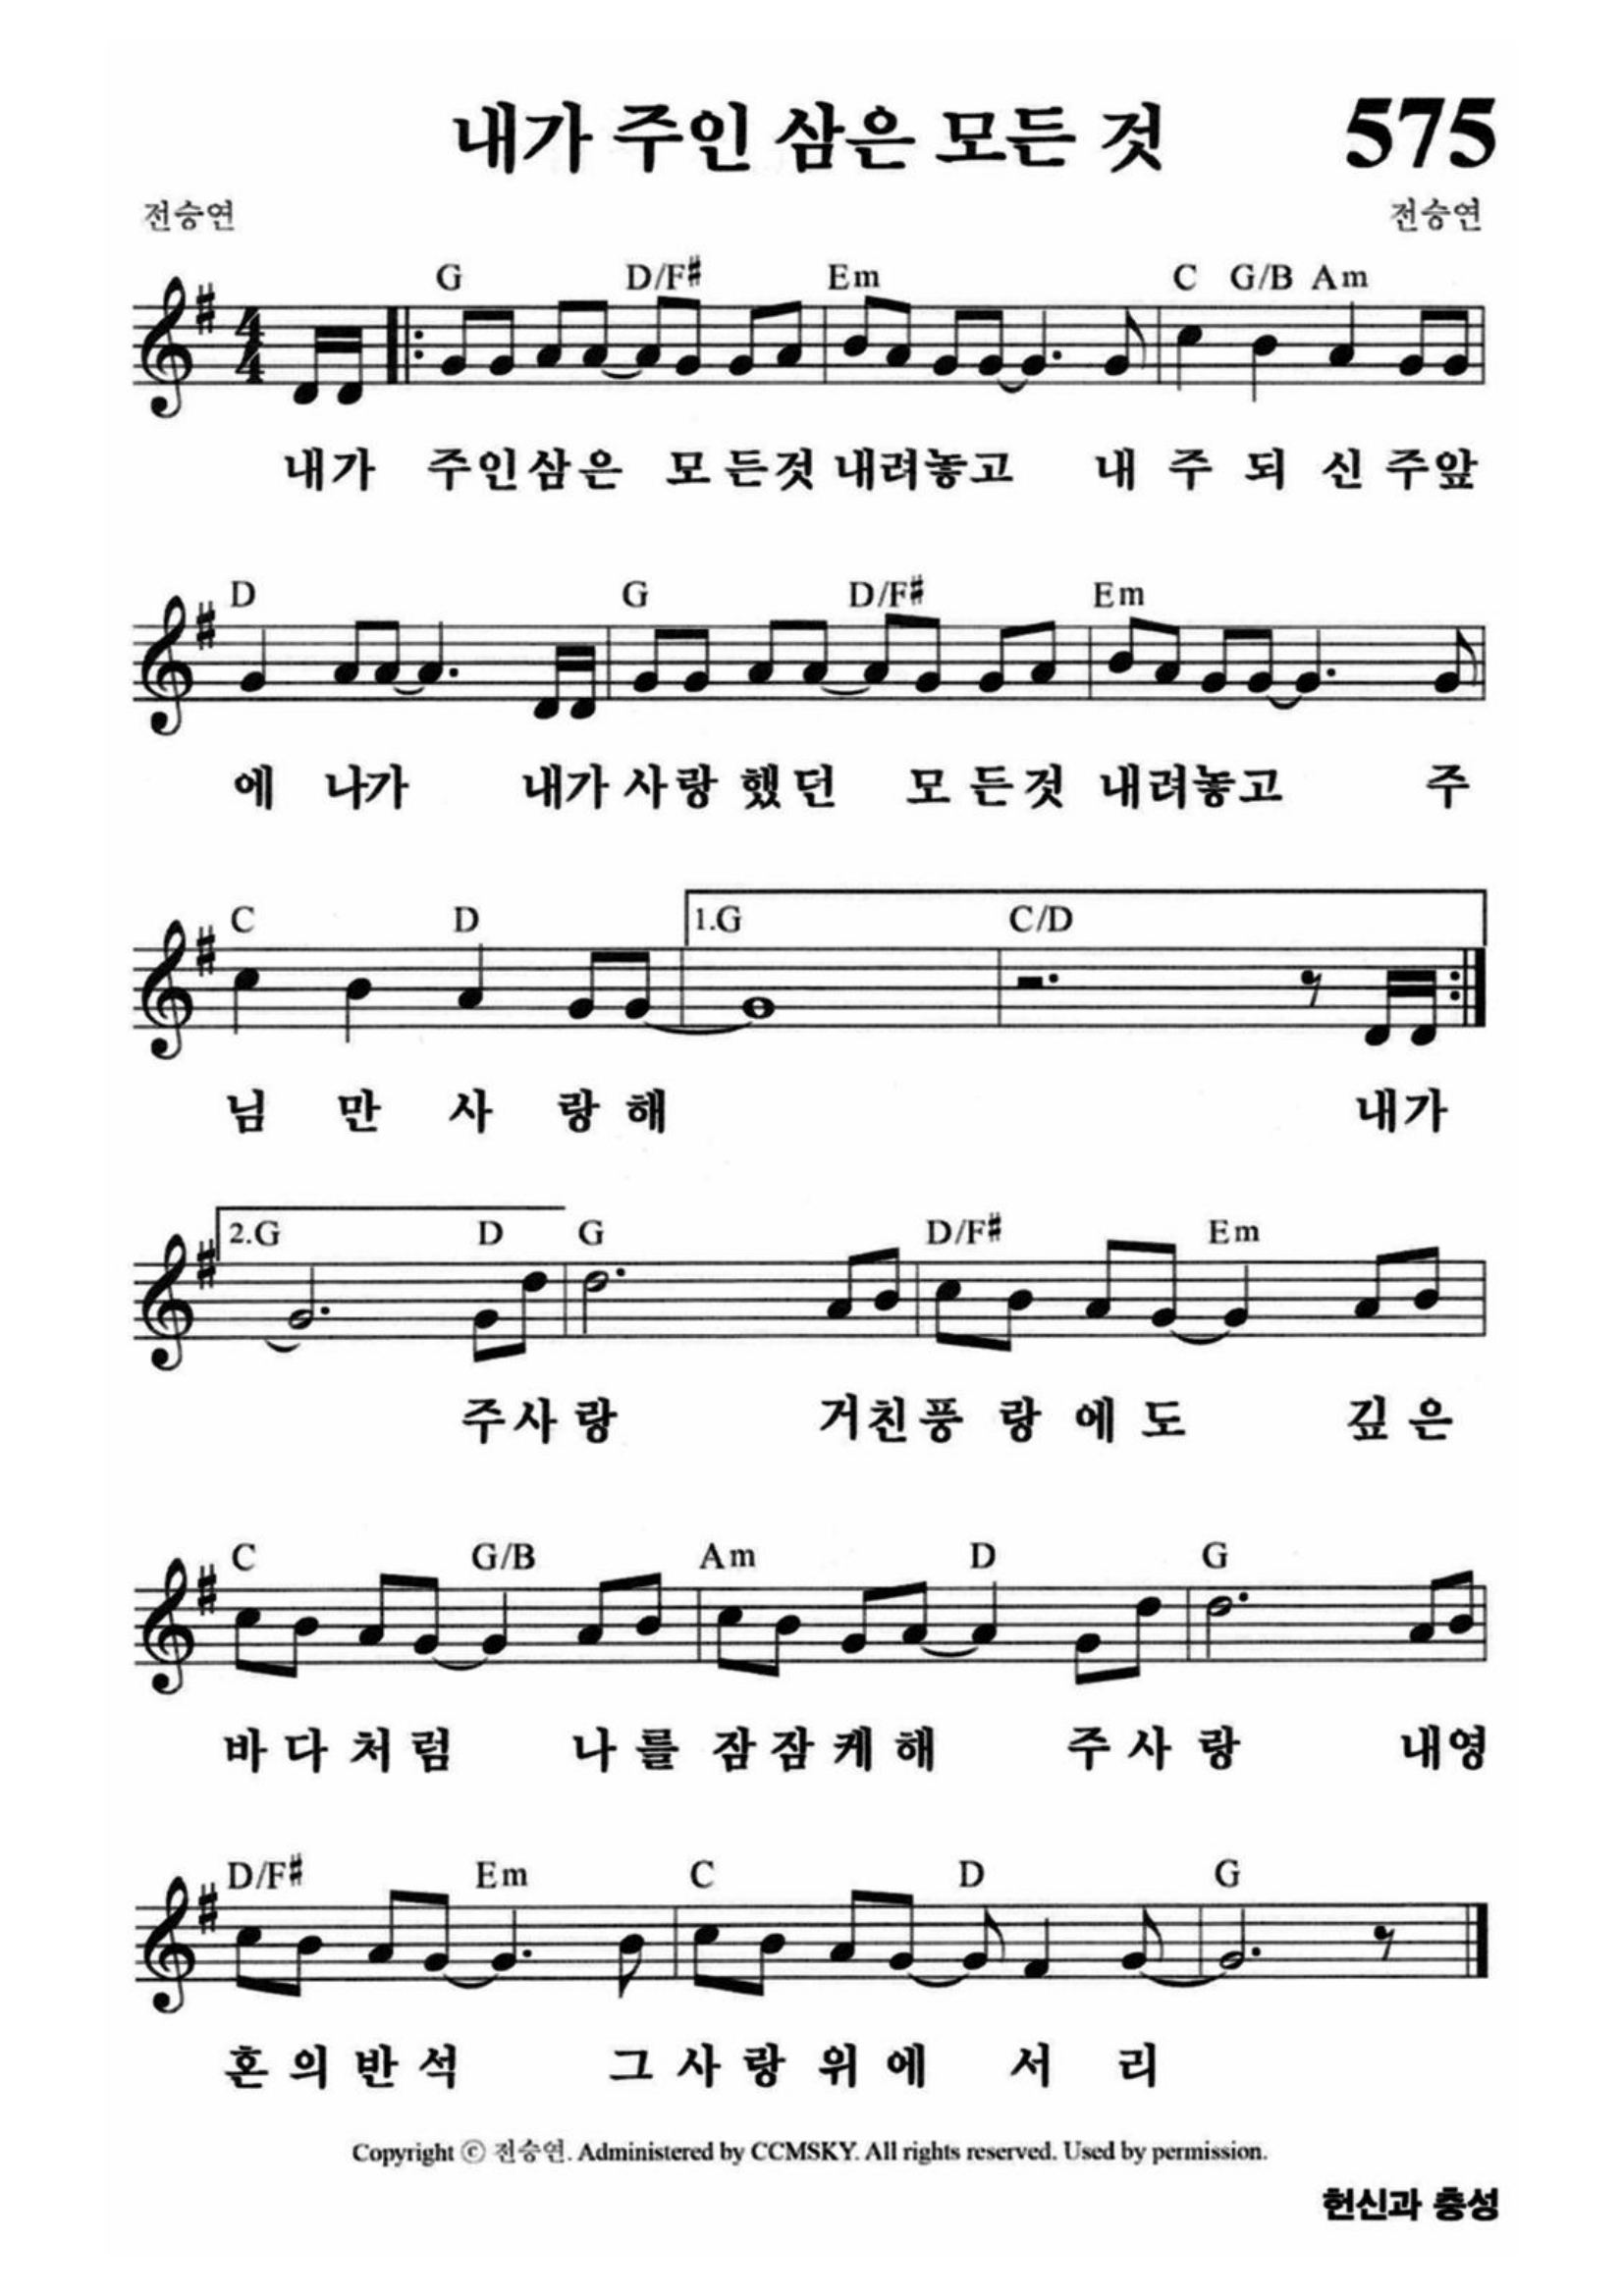 내가 주인 삼은 모든 것 575
전승연 전승연
G D/F# Em C G/B Am
내가 주인삼은 모든것 내려놓고 내 주 되 신 주앞
D G D/F# Em
에 나가 내가 사랑했던 모든것 내려놓고 주
C D 1.G C/D
님 만 사 랑 해 내가
2.G D G D/F# Em
주사랑 거친풍랑에도 깊은
C G/B Am D G
바다처럼 나를 잠잠케해 주사랑 내영
D/F# Em C D G
혼의반석 그사랑위에 서 리
Copyright ⓒ 전승연. Administered by CCMSKY. All rights reserved. Used by permission.
헌신과 충성